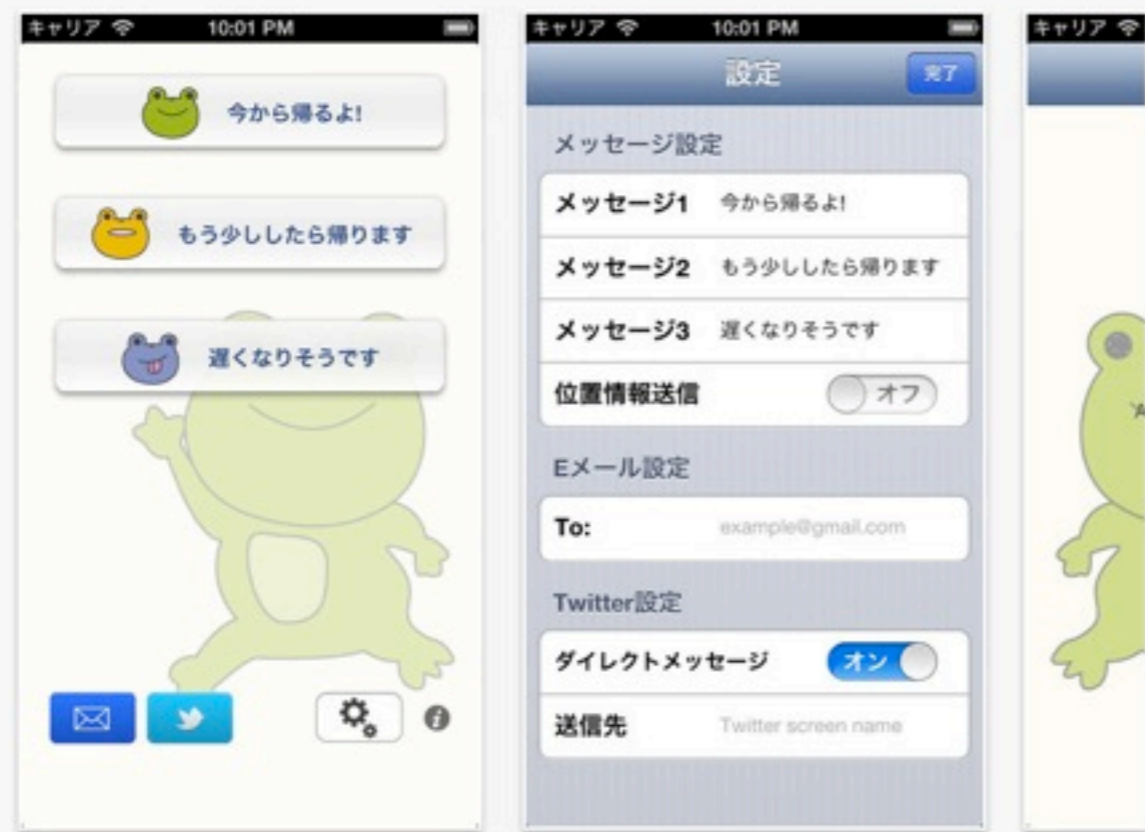 キャリア 10:01 PM
今から帰るよ!
もう少ししたら帰ります
遅くなりそうです
キャリア 10:01 PM
設定 完了
メッセージ設定
メッセージ1 今から帰るよ!
メッセージ2 もう少ししたら帰ります
メッセージ3 遅くなりそうです
位置情報送信 オフ
Eメール設定
To: example@gmail.com
Twitter設定
ダイレクトメッセージ オン
送信先 Twitter screen name
キャリア